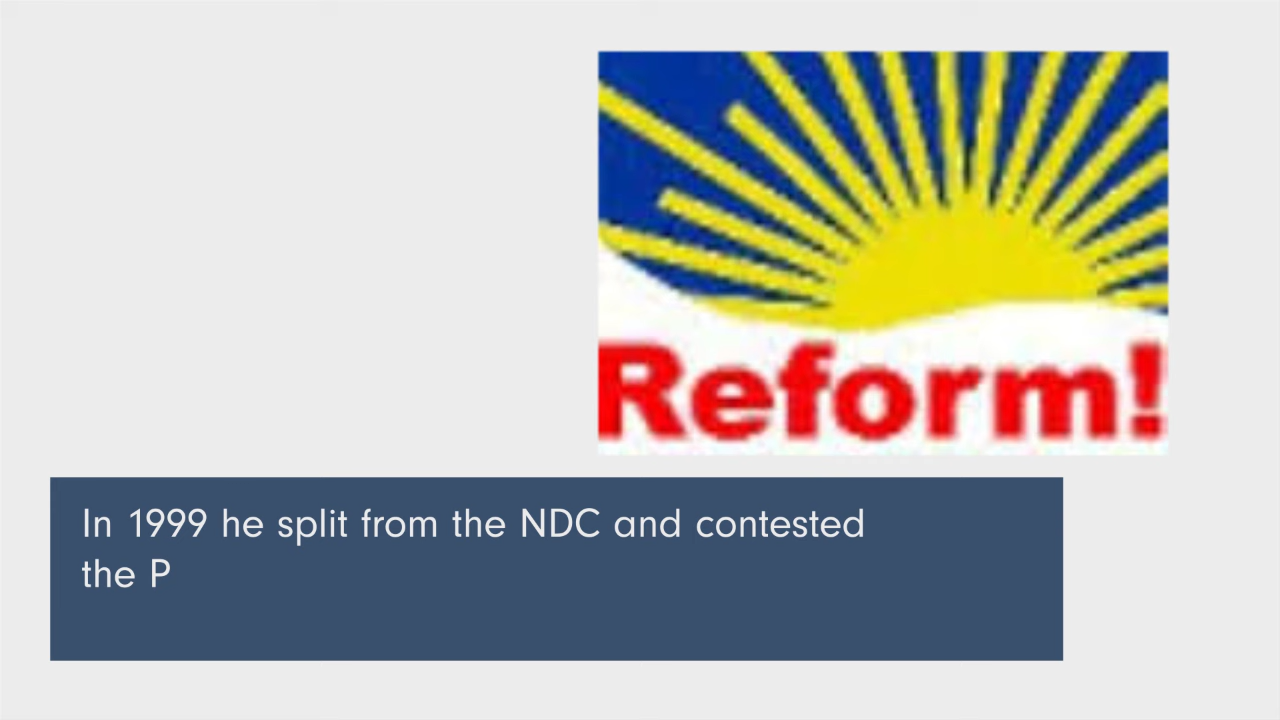 Reform!
In 1999 he split from the NDC and contested
the P